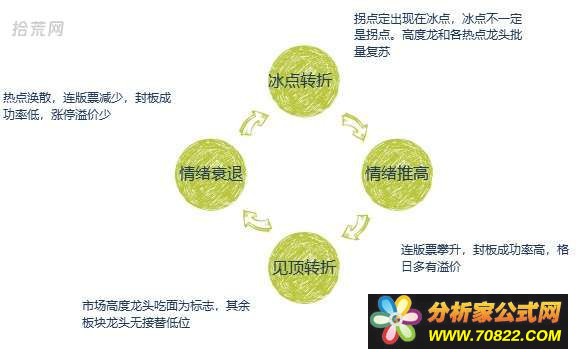 拾荒网
拐点定出现在冰点，冰点不一定
是拐点。高度龙和各热点龙头批
量复苏
冰点转折
热点涣散，连版票减少，封板成
功率低，涨停溢价少
情绪衰退
情绪推高
连版票攀升，封板成功率高，格
日多有溢价
见顶转折
市场高度龙头吃面为标志，其余
板块龙头无接替低位
分析家公式网
www.70822.com